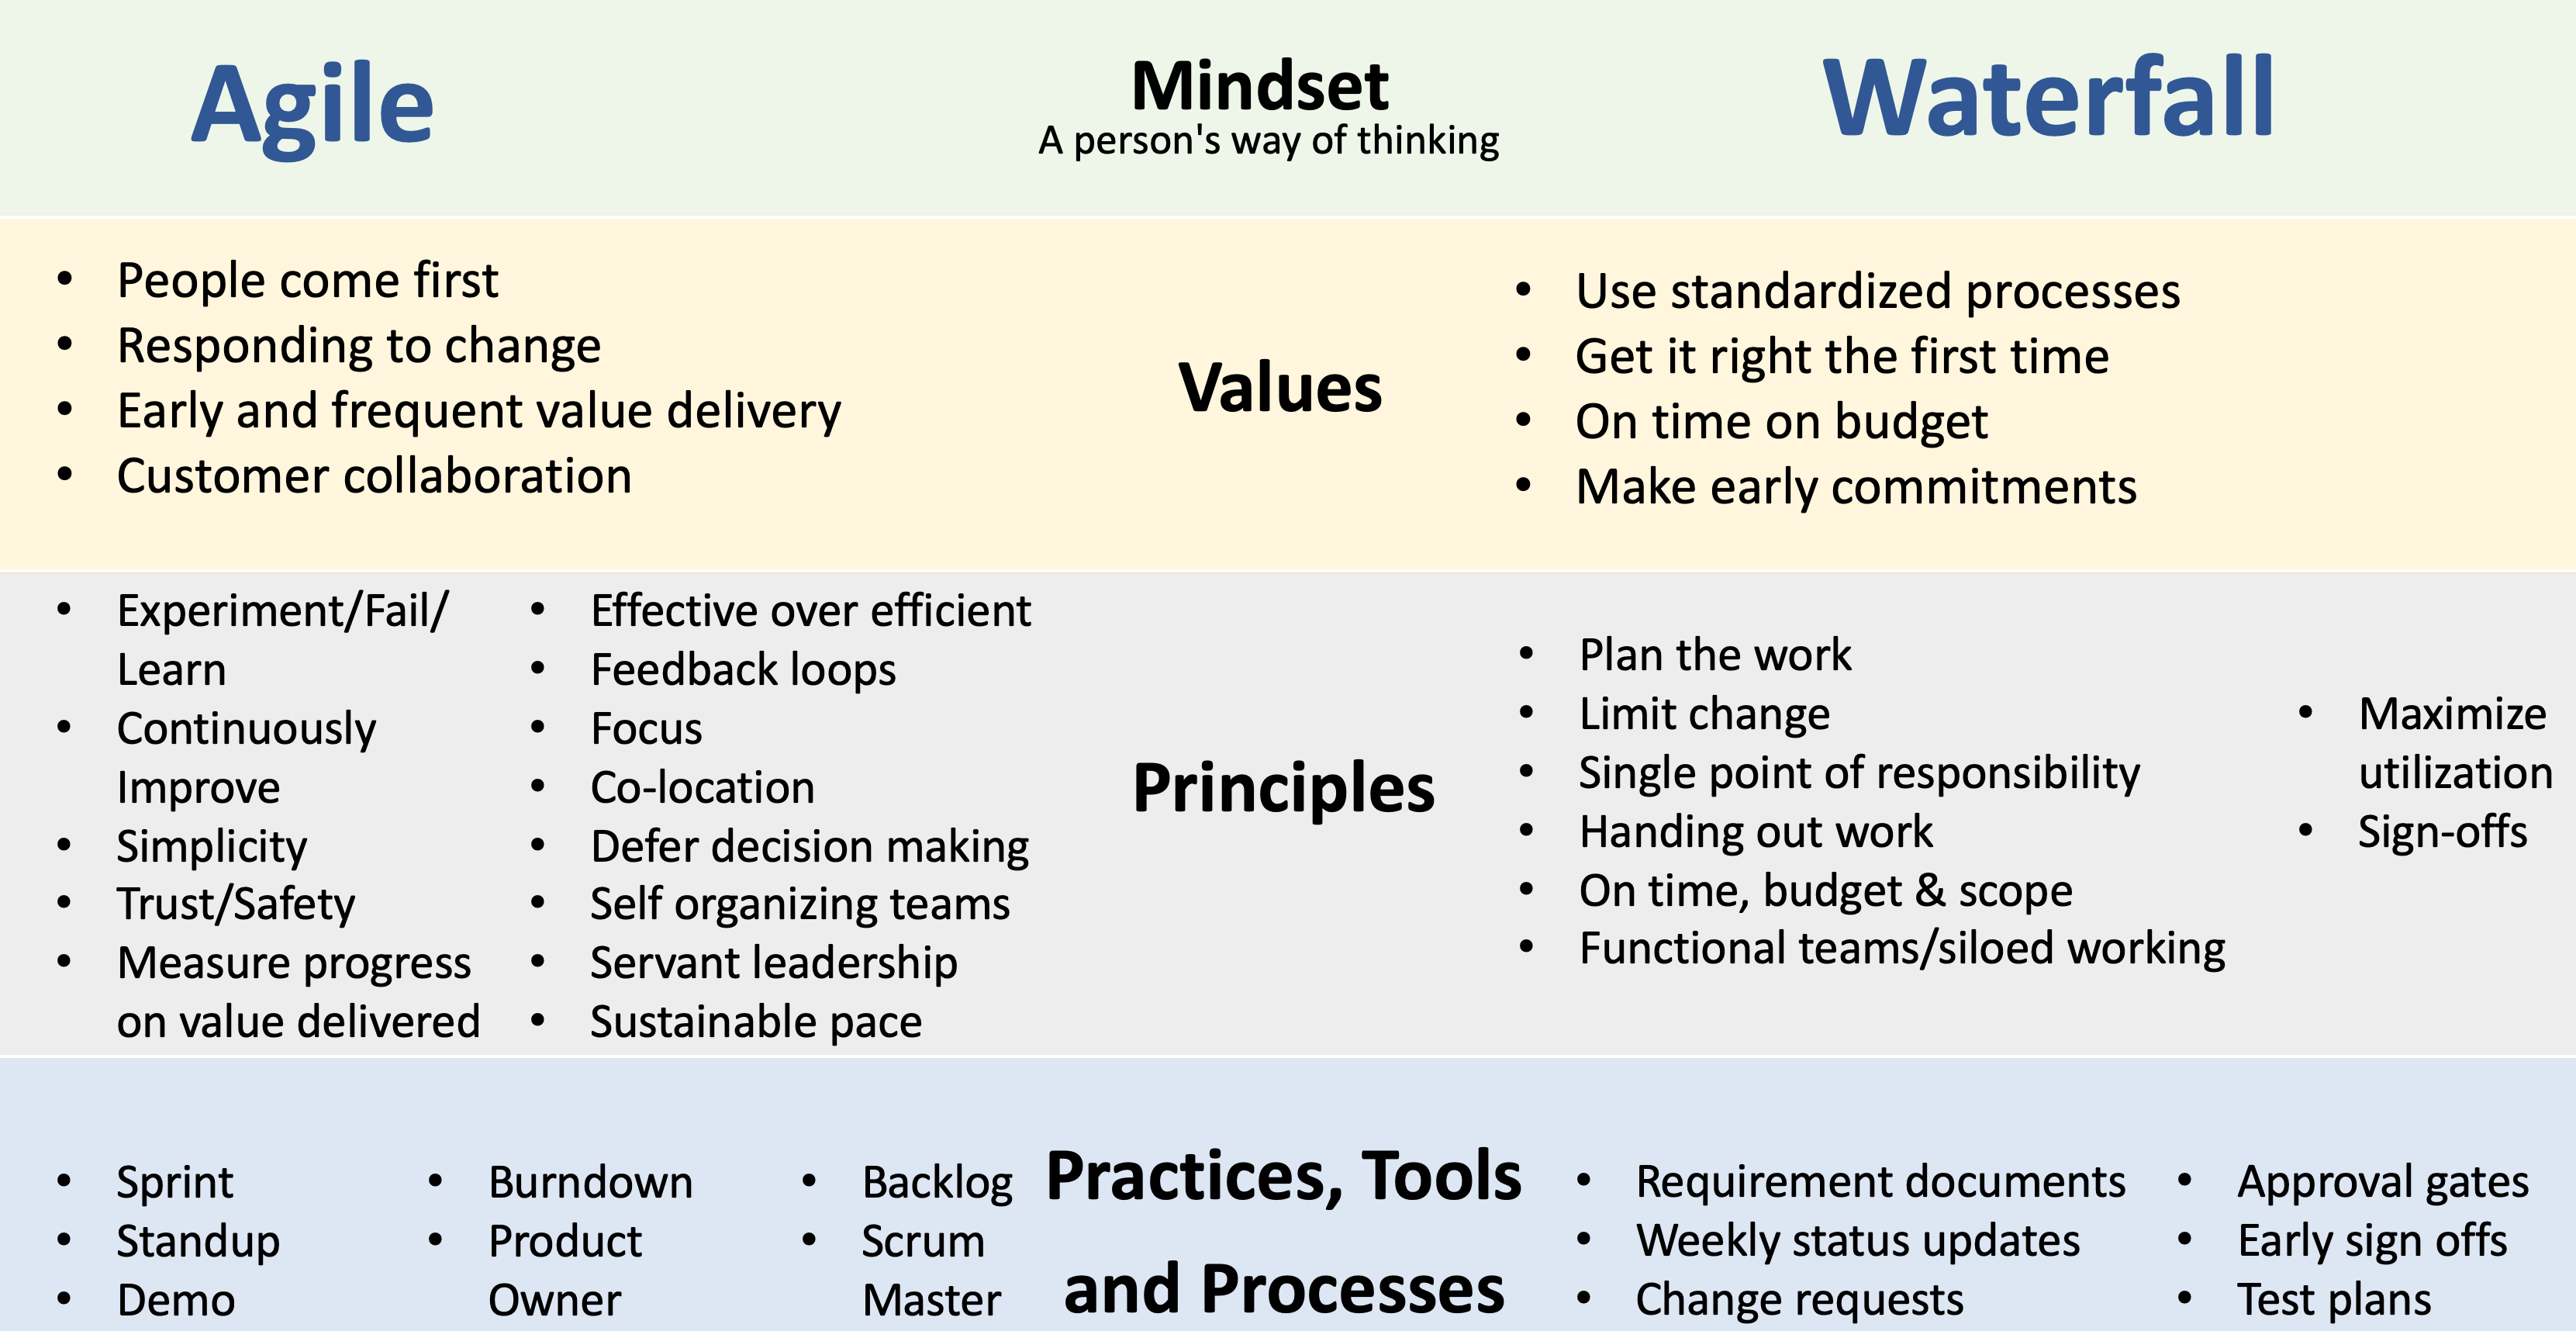 Agile
Mindset
A person's way of thinking
Waterfall
• People come first
• Responding to change
• Early and frequent value delivery
• Customer collaboration
Values
• Use standardized processes
• Get it right the first time
• On time on budget
• Make early commitments
• Experiment/Fail/
Learn
• Continuously
Improve
• Simplicity
• Trust/Safety
• Measure progress
on value delivered
• Effective over efficient
• Feedback loops
• Focus
• Co-location
• Defer decision making
• Self organizing teams
• Servant leadership
• Sustainable pace
Principles
• Plan the work
• Limit change
• Single point of responsibility
• Handing out work
• On time, budget & scope
• Functional teams/siloed working
• Maximize
utilization
• Sign-offs
• Sprint
• Standup
• Demo
• Burndown
• Product
Owner
• Backlog
• Scrum
Master
Practices, Tools
and Processes
• Requirement documents
• Weekly status updates
• Change requests
• Approval gates
• Early sign offs
• Test plans